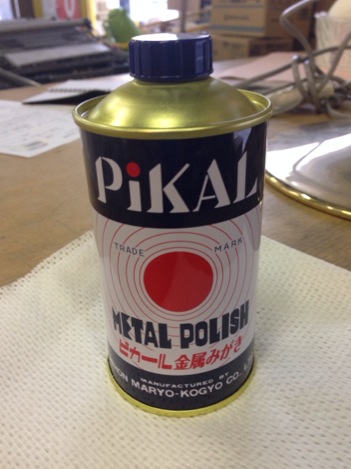 PiKAL
TRADE MARK
METAL POLISH
ピカール金属みがき
MANUFACTURED BY
MARYO-KOGYO CO.